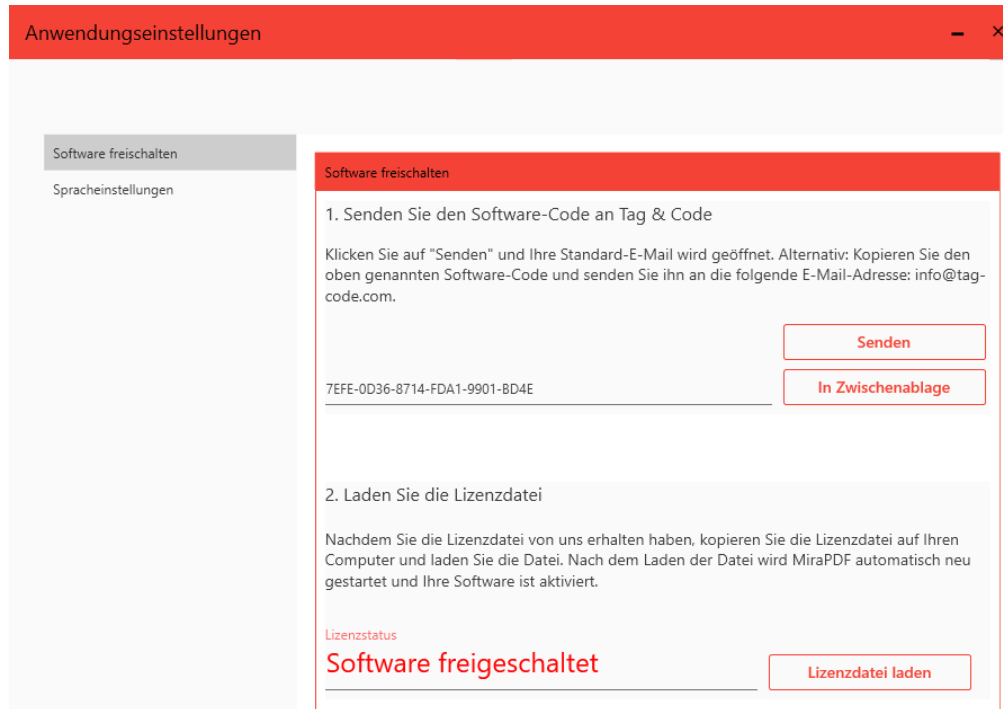 Anwendungseinstellungen
Software freischalten
Spracheinstellungen
Software freischalten
1. Senden Sie den Software-Code an Tag & Code
Klicken Sie auf "Senden" und Ihre Standard-E-Mail wird geöffnet. Alternativ: Kopieren Sie den
oben genannten Software-Code und senden Sie ihn an die folgende E-Mail-Adresse: info@tag-
code.com.
Senden
7EFE-0D36-8714-FDA1-9901-BD4E
In Zwischenablage
2. Laden Sie die Lizenzdatei
Nachdem Sie die Lizenzdatei von uns erhalten haben, kopieren Sie die Lizenzdatei auf Ihren
Computer und laden Sie die Datei. Nach dem Laden der Datei wird MiraPDF automatisch neu
gestartet und Ihre Software ist aktiviert.
Lizenzstatus
Software freigeschaltet
Lizenzdatei laden